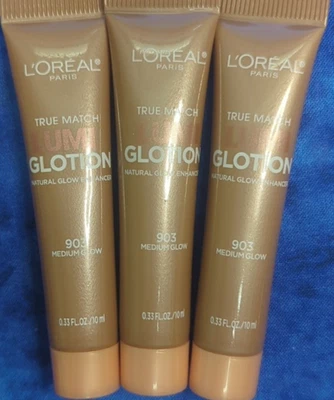 L'ORÉAL
PARIS
TRUE MATCH
LUMI
GLOTION
NATURAL GLOW ENHANCER
903
MEDIUM GLOW
0.33 FL.OZ./10 ml
L'ORÉAL
PARIS
TRUE MATCH
LUMI
GLOTION
NATURAL GLOW ENHANCER
903
MEDIUM GLOW
0.33 FL.OZ./10 ml
L'ORÉAL
PARIS
TRUE MATCH
GLOTION
NATURAL GLOW ENHANCER
903
MEDIUM GLOW
0.33 FL.OZ./10 ml